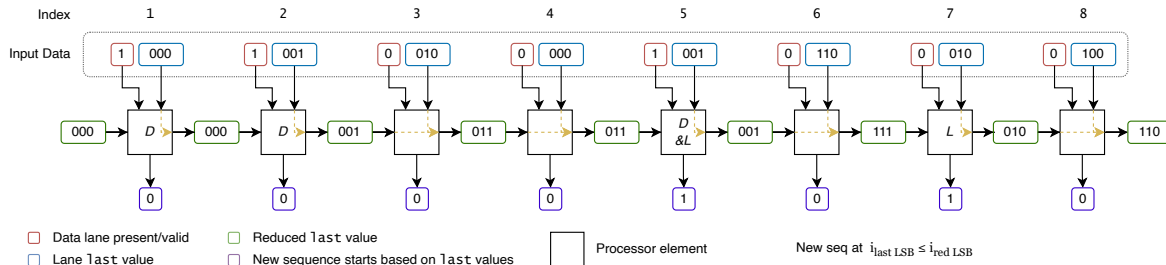 Index 1 2 3 4 5 6 7 8
Input Data 1 000 1 001 0 010 0 000 1 001 0 110 0 010 0 100
000 D 000 D 001 011 011 D &L 001 111 L 010 110
0 0 0 0 1 0 1 0
Data lane present/valid Reduced last value
Processor element New seq at i_last LSB ≤ i_red LSB
Lane last value New sequence starts based on last values